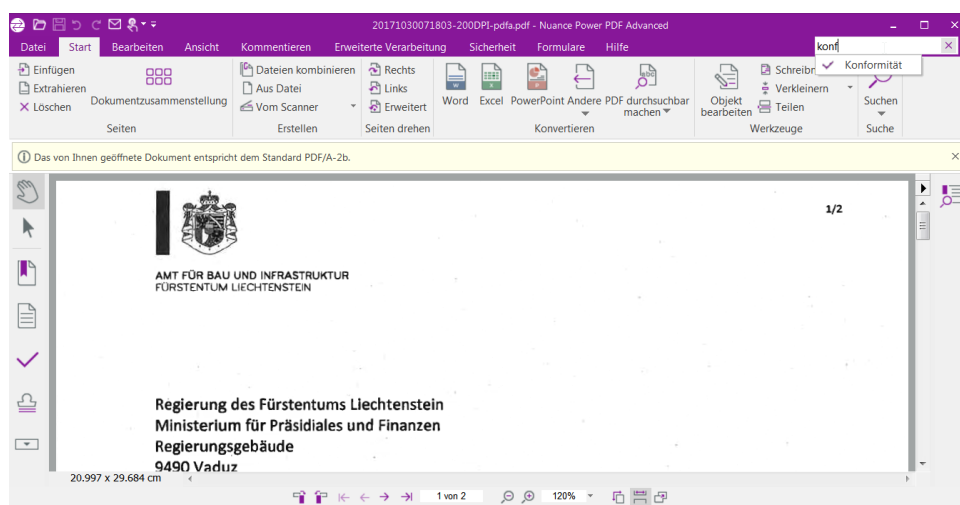 20171030071803-200DPI-pdfa.pdf - Nuance Power PDF Advanced
Datei Start Bearbeiten Ansicht Kommentieren Erweiterte Verarbeitung Sicherheit Formulare Hilfe konf
Konformität
Einfügen
Extrahieren
Löschen
Dokumentzusammenstellung
Seiten
Dateien kombinieren
Aus Datei
Vom Scanner
Erstellen
Rechts
Links
Erweitert
Seiten drehen
Word Excel PowerPoint Andere PDF durchsuchbar
machen
Konvertieren
Objekt
bearbeiten
Verkleinern
Teilen
Werkzeuge
Suchen
Suche
Das von Ihnen geöffnete Dokument entspricht dem Standard PDF/A-2b.
1/2
AMT FÜR BAU UND INFRASTRUKTUR
FÜRSTENTUM LIECHTENSTEIN
Regierung des Fürstentums Liechtenstein
Ministerium für Präsidiales und Finanzen
Regierungsgebäude
9490 Vaduz
20.997 x 29.684 cm
1 von 2 120%